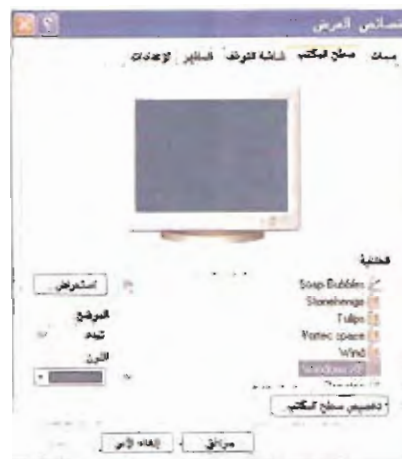 خصائص العرض
سمات سطح المكتب شاشة التوقف المظهر الإعدادات
الخلفية
Soap Bubbles
Stonehenge
Tulips
Vortec space
Wind
Windows XP
استعراض
الموضع
تمدد
اللون
تخصيص سطح المكتب
موافق إلغاء الأمر